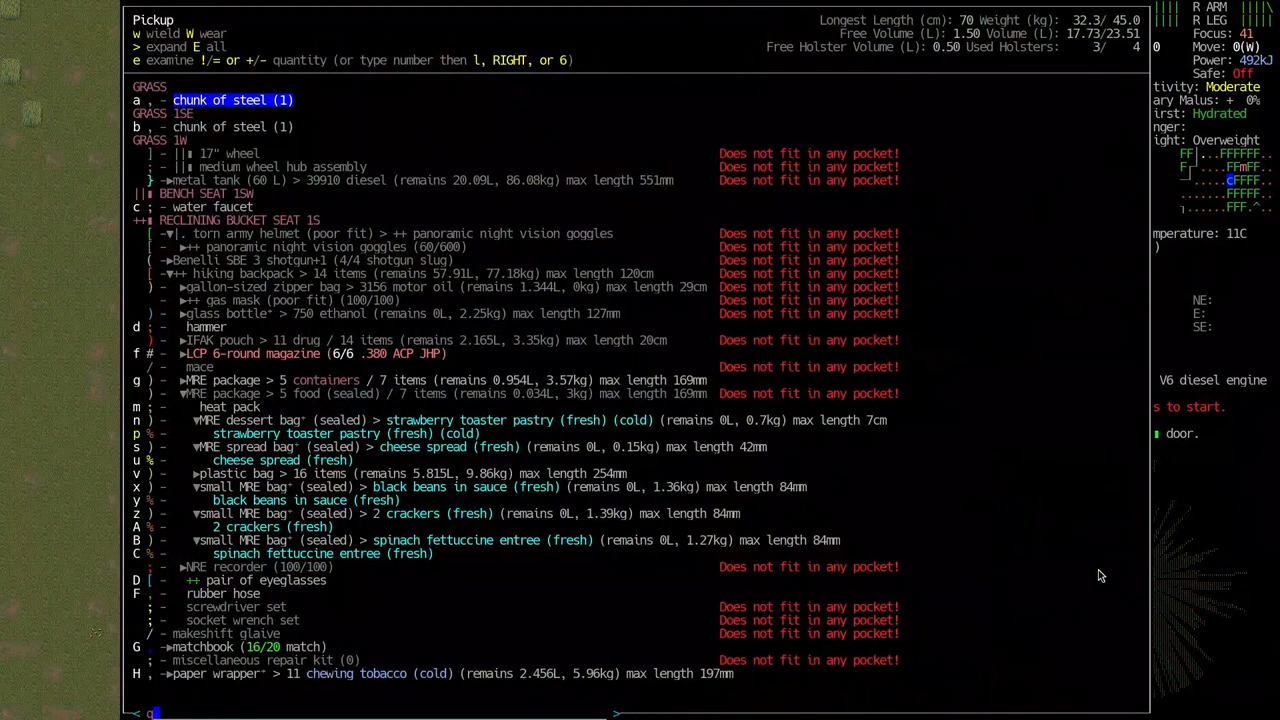 Pickup
w wield W wear
> expand E all
e examine !/= or +/- quantity (or type number then l, RIGHT, or 6)
Longest Length (cm): 70 Weight (kg): 32.3/ 45.0
Free Volume (L): 1.50 Volume (L): 17.73/23.51
Free Holster Volume (L): 0.50 Used Holsters: 3/ 4
GRASS
a , - chunk of steel (1)
GRASS 1SE
b , - chunk of steel (1)
GRASS 1W
] - ||▮ 17" wheel Does not fit in any pocket!
; - ||▮ medium wheel hub assembly Does not fit in any pocket!
} -▶metal tank (60 L) > 39910 diesel (remains 20.09L, 86.08kg) max length 551mm Does not fit in any pocket!
||▮ BENCH SEAT 1SW
c ; - water faucet
++▮ RECLINING BUCKET SEAT 1S
[ -▼|. torn army helmet (poor fit) > ++ panoramic night vision goggles Does not fit in any pocket!
[ - ▶++ panoramic night vision goggles (60/600) Does not fit in any pocket!
( -▶Benelli SBE 3 shotgun+1 (4/4 shotgun slug) Does not fit in any pocket!
[ -▼++ hiking backpack > 14 items (remains 57.91L, 77.18kg) max length 120cm Does not fit in any pocket!
) - ▶gallon-sized zipper bag > 3156 motor oil (remains 1.344L, 0kg) max length 29cm Does not fit in any pocket!
[ - ▶++ gas mask (poor fit) (100/100) Does not fit in any pocket!
) - ▶glass bottle⁺ > 750 ethanol (remains 0L, 2.25kg) max length 127mm Does not fit in any pocket!
d ; - hammer
) - ▶IFAK pouch > 11 drug / 14 items (remains 2.165L, 3.35kg) max length 20cm Does not fit in any pocket!
f # - ▶LCP 6-round magazine (6/6 .380 ACP JHP)
/ - mace Does not fit in any pocket!
g ) - ▶MRE package > 5 containers / 7 items (remains 0.954L, 3.57kg) max length 169mm
) - ▼MRE package > 5 food (sealed) / 7 items (remains 0.034L, 3kg) max length 169mm Does not fit in any pocket!
m ; - heat pack
n ) - ▼MRE dessert bag⁺ (sealed) > strawberry toaster pastry (fresh) (cold) (remains 0L, 0.7kg) max length 7cm
p % - strawberry toaster pastry (fresh) (cold)
s ) - ▼MRE spread bag⁺ (sealed) > cheese spread (fresh) (remains 0L, 0.15kg) max length 42mm
u % - cheese spread (fresh)
v ) - ▶plastic bag > 16 items (remains 5.815L, 9.86kg) max length 254mm
x ) - ▼small MRE bag⁺ (sealed) > black beans in sauce (fresh) (remains 0L, 1.36kg) max length 84mm
y % - black beans in sauce (fresh)
z ) - ▼small MRE bag⁺ (sealed) > 2 crackers (fresh) (remains 0L, 1.39kg) max length 84mm
A % - 2 crackers (fresh)
B ) - ▼small MRE bag⁺ (sealed) > spinach fettuccine entree (fresh) (remains 0L, 1.27kg) max length 84mm
C % - spinach fettuccine entree (fresh)
; - ▶NRE recorder (100/100) Does not fit in any pocket!
D [ - ++ pair of eyeglasses
F , - rubber hose
; - screwdriver set Does not fit in any pocket!
; - socket wrench set Does not fit in any pocket!
/ - makeshift glaive Does not fit in any pocket!
G , -▶matchbook (16/20 match)
; - miscellaneous repair kit (0) Does not fit in any pocket!
H , -▶paper wrapper⁺ > 11 chewing tobacco (cold) (remains 2.456L, 5.96kg) max length 197mm
< q >
R ARM ||||\
R LEG |||||
Focus: 41
0 Move: 0(W)
Power: 492kJ
Safe: Off
tivity: Moderate
ary Malus: + 0%
irst: Hydrated
nger:
ight: Overweight
FF|...FFFFFF..
.....cFFFF..
.....FFFFF..
mperature: 11C
)
NE:
E:
SE:
V6 diesel engine
s to start.
▮ door.